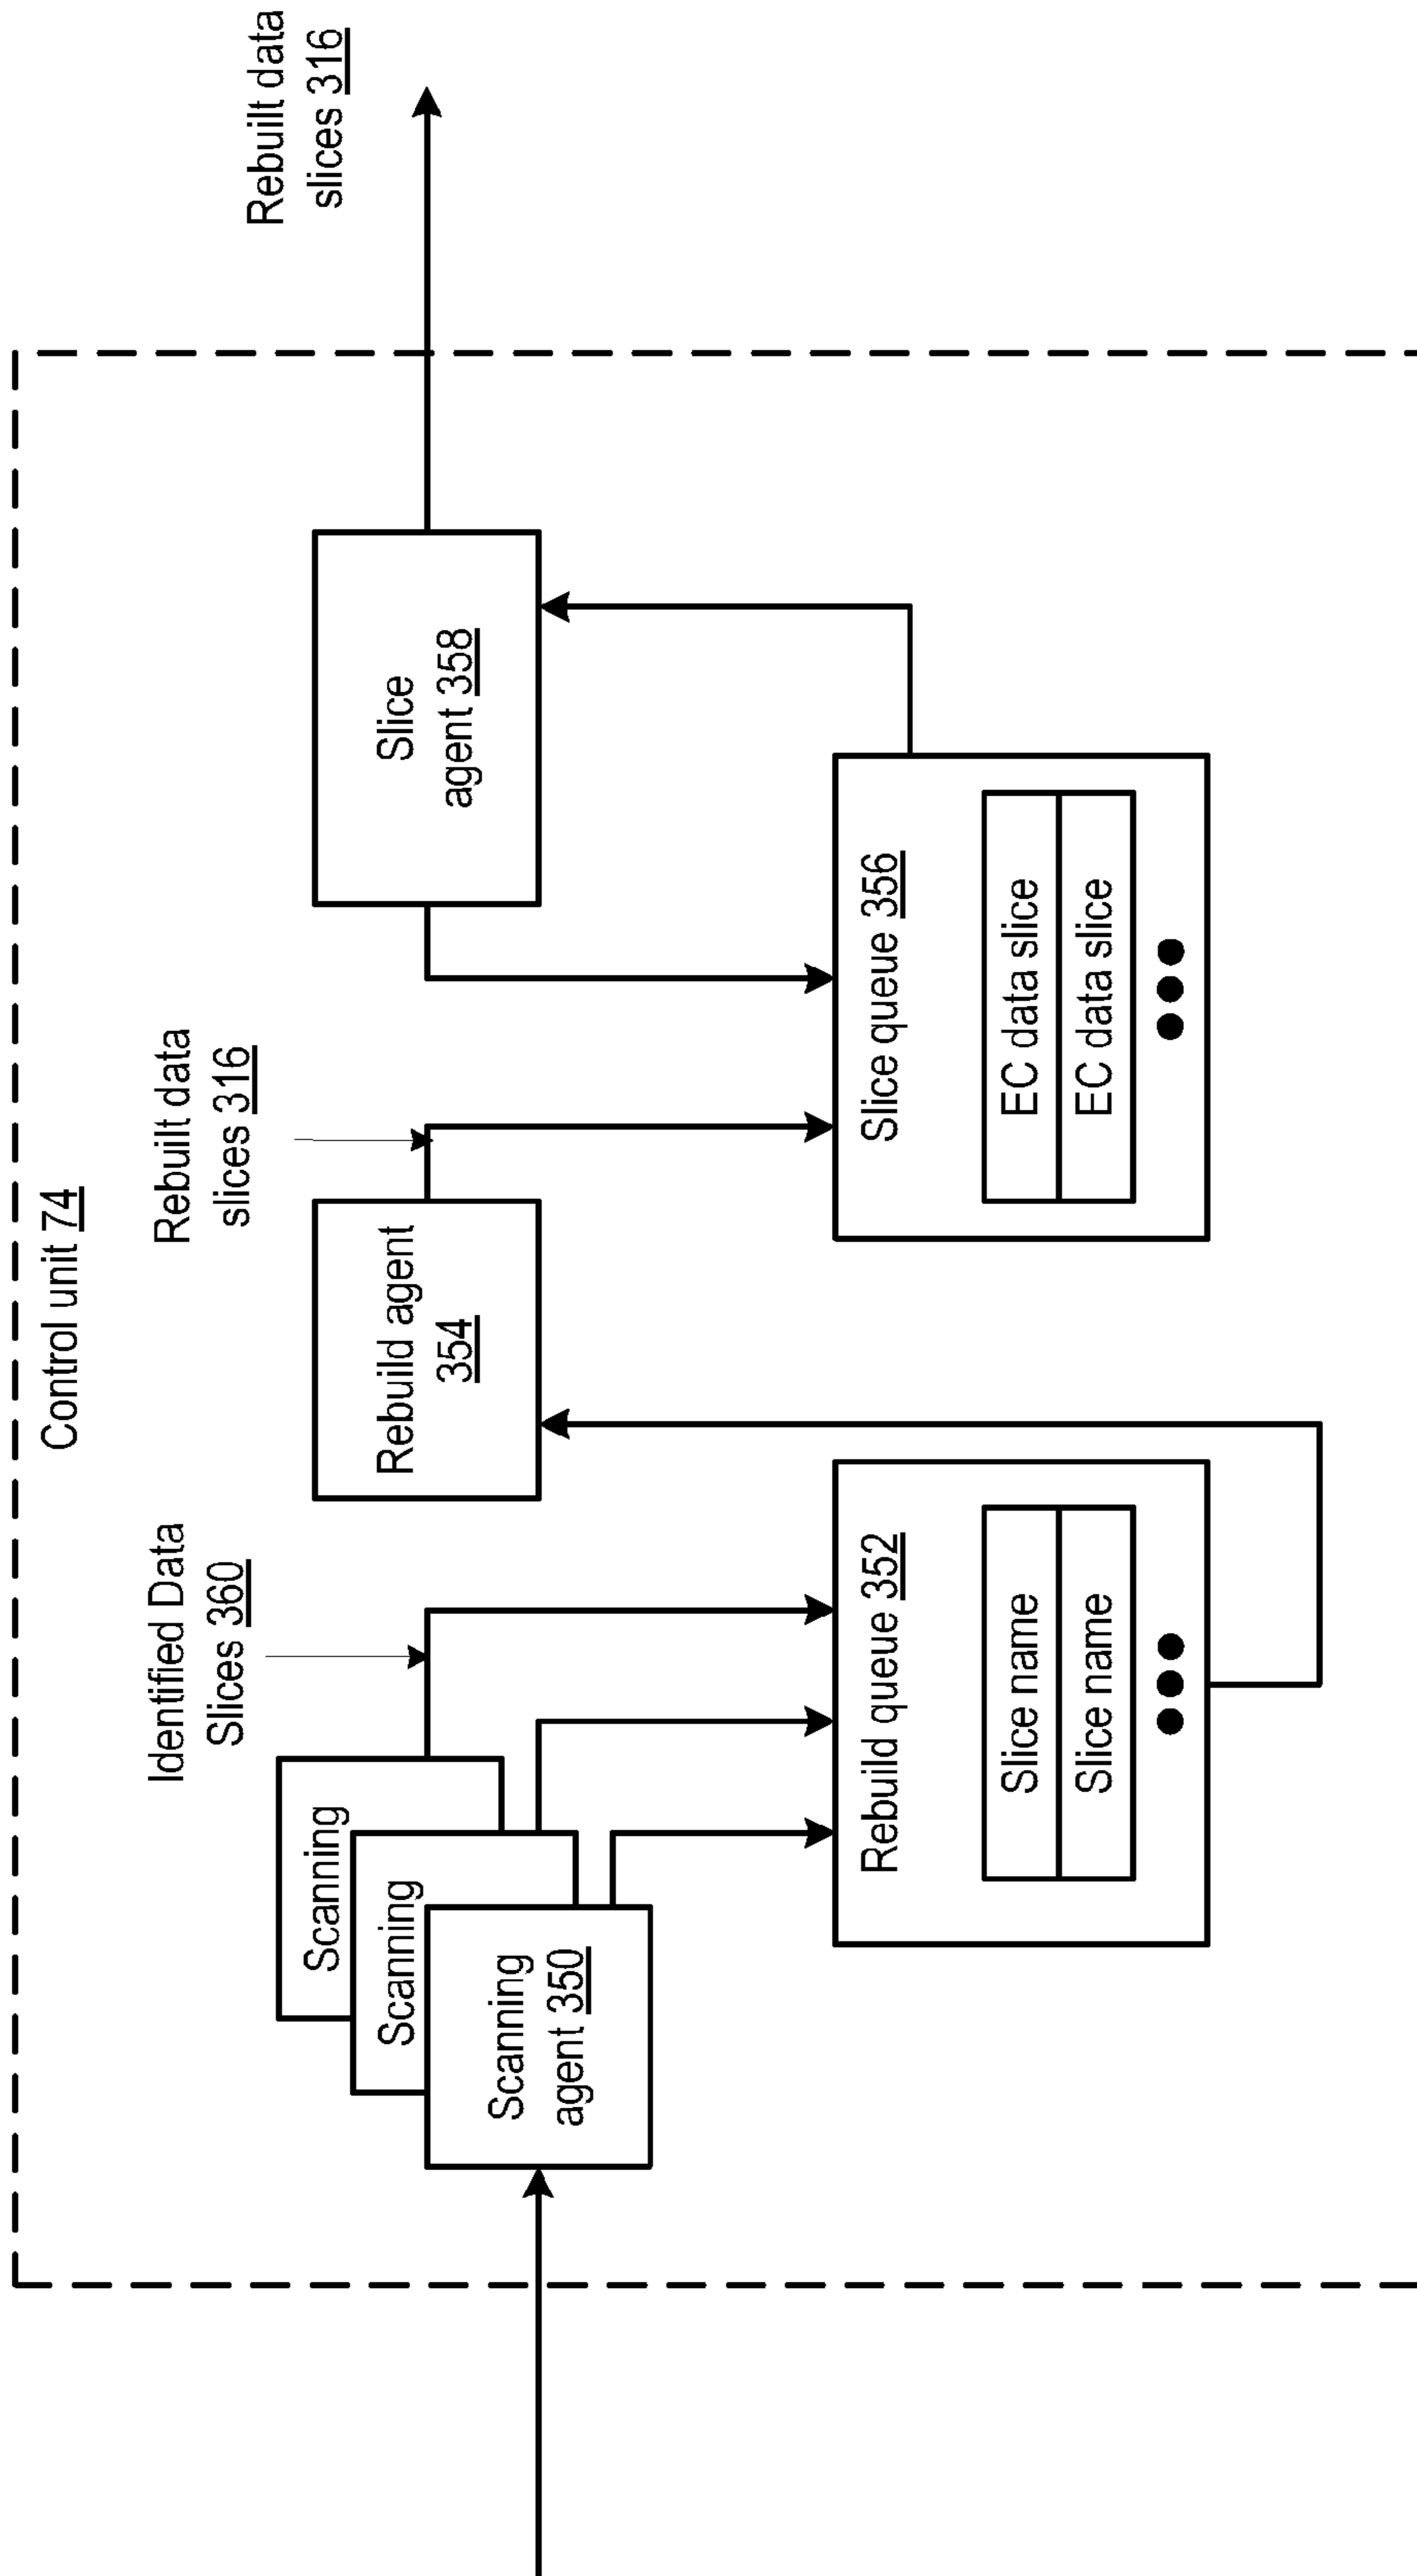 Control unit 74
Identified Data
Slices 360
Rebuilt data
slices 316
Rebuilt data
slices 316
Scanning
Scanning
Scanning
agent 350
Rebuild agent
354
Slice
agent 358
Rebuild queue 352
Slice name
Slice name
Slice queue 356
EC data slice
EC data slice